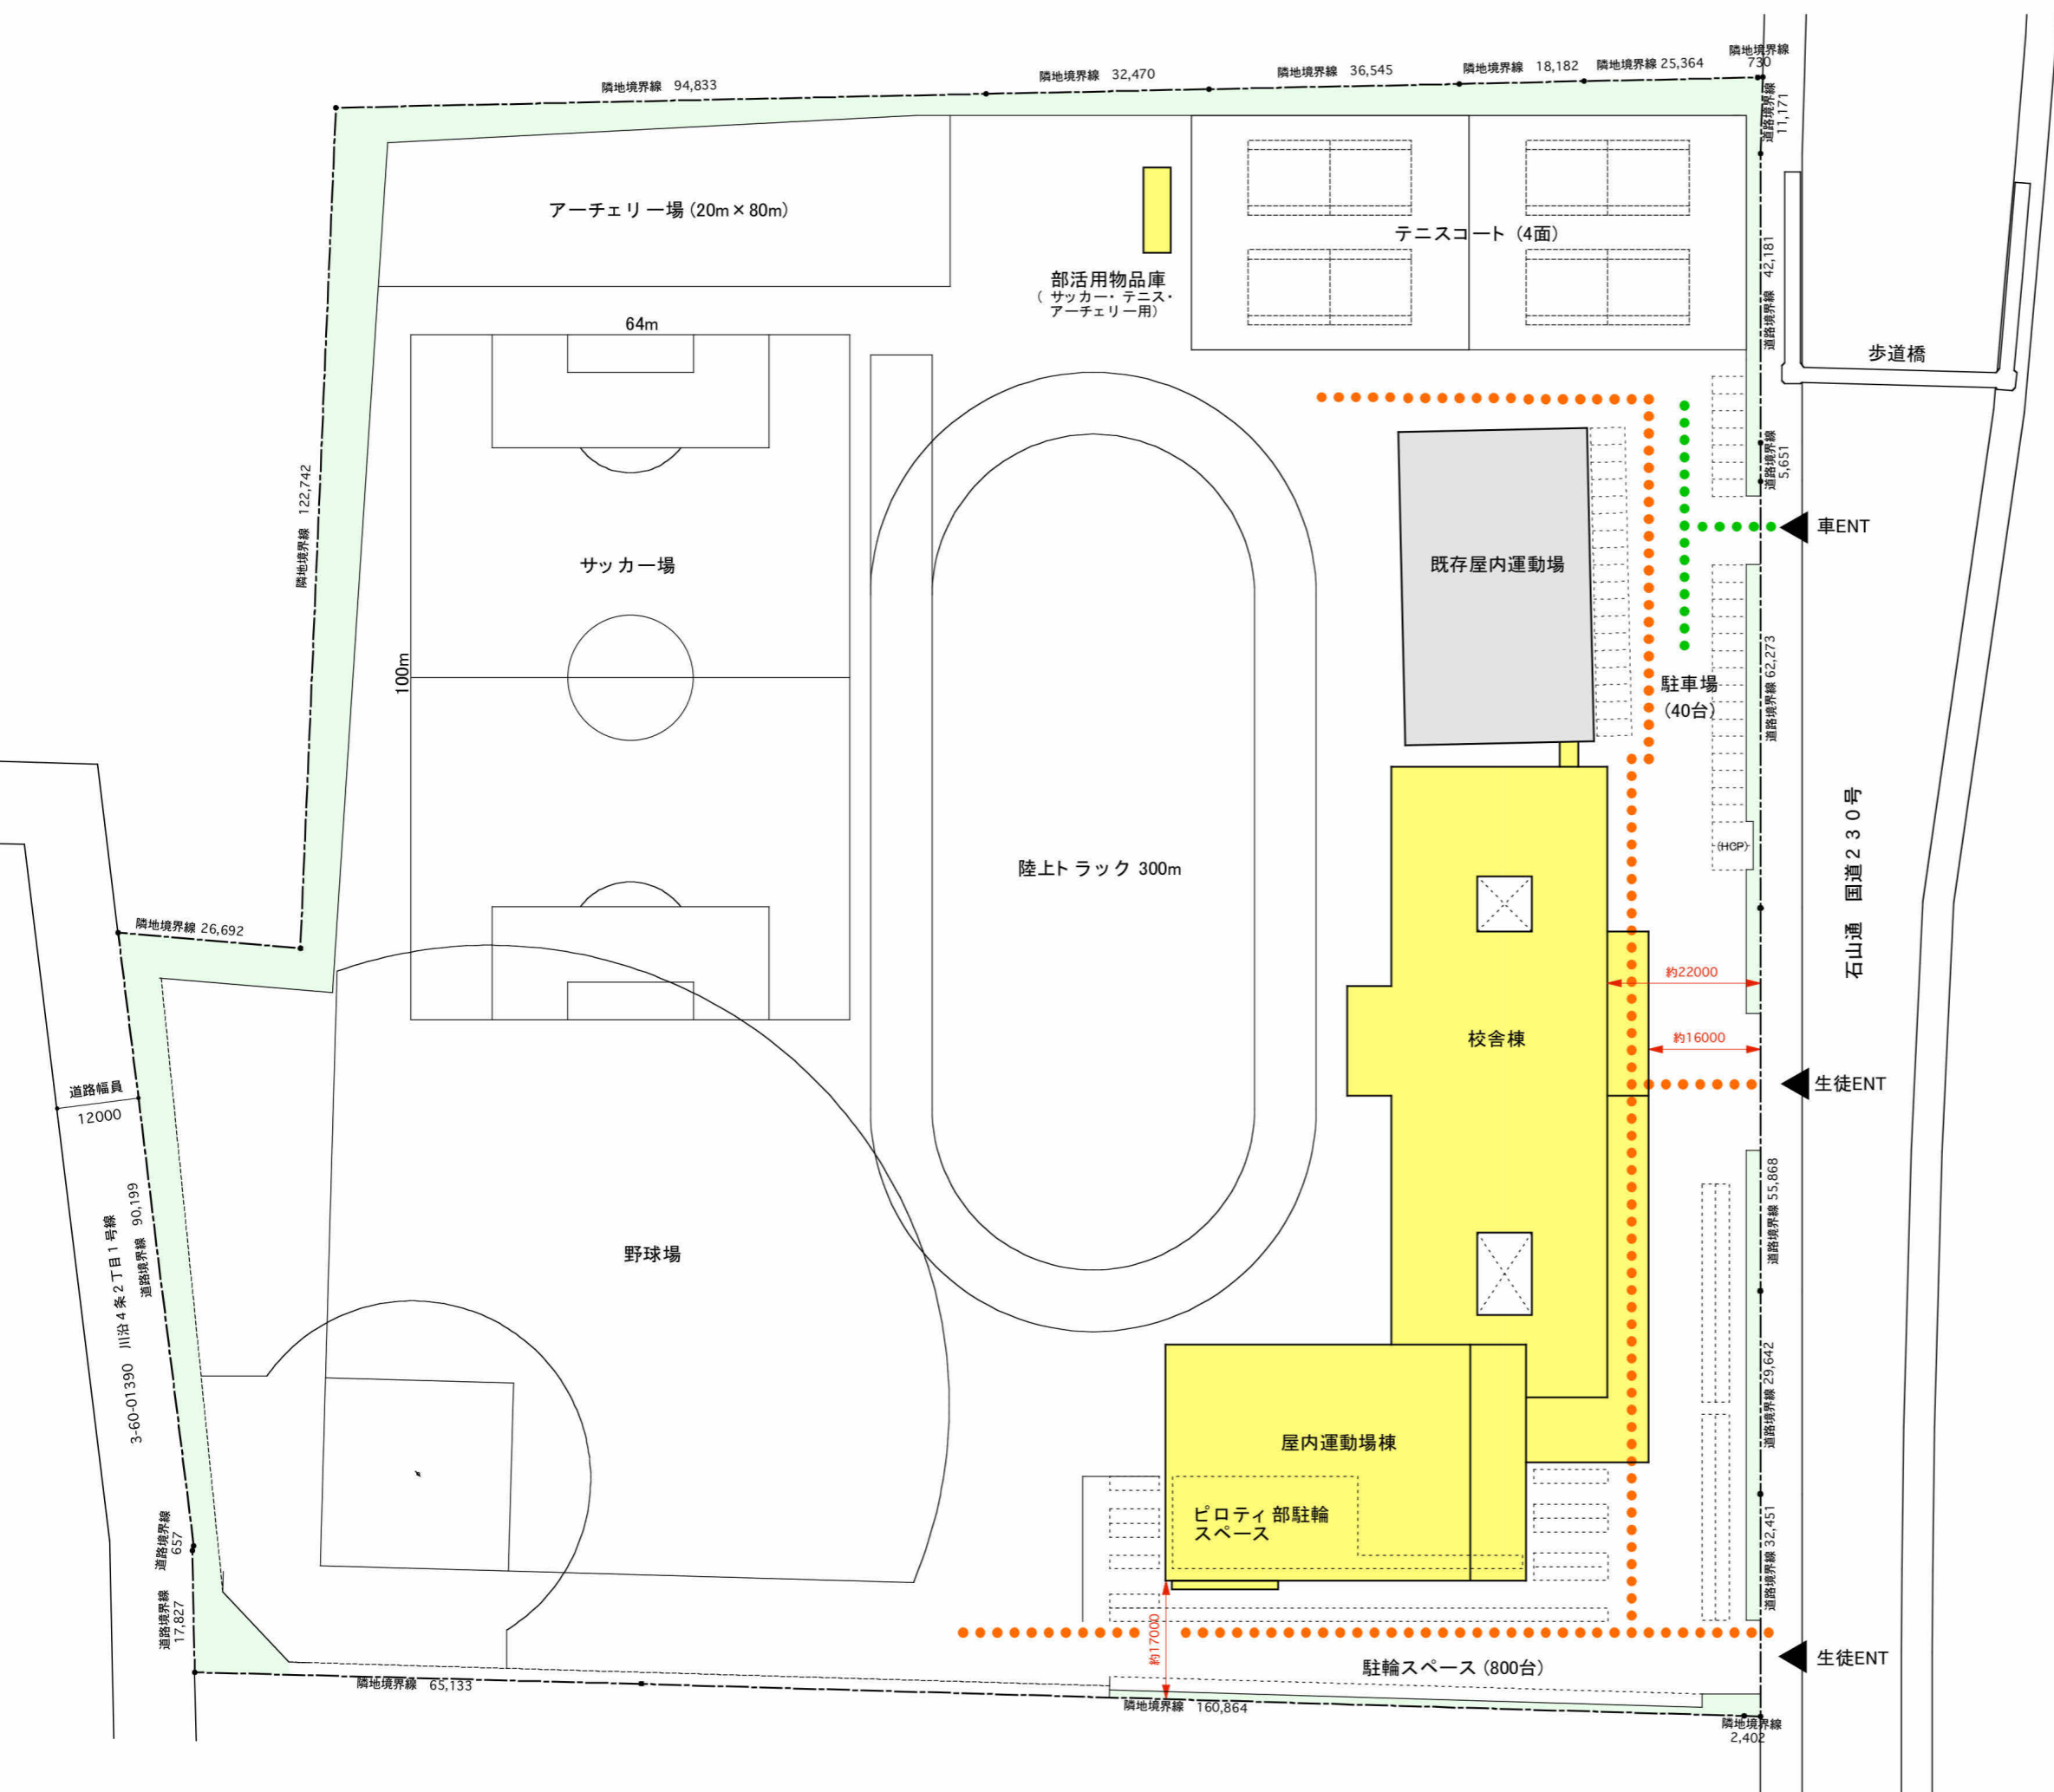 隣地境界線 94,833
隣地境界線 32,470
隣地境界線 36,545
隣地境界線 18,182
隣地境界線 25,364
隣地境界線
730
道路境界線
11,171
アーチェリー場 (20m×80m)
テニスコート (4面)
道路境界線 42,181
部活用物品庫
( サッカー・テニス・
アーチェリー用)
64m
歩道橋
道路境界線
5,651
隣地境界線 122,742
車ENT
サッカー場
既存屋内運動場
100m
駐車場
(40台)
道路境界線 62,273
(HCP)
陸上トラック 300m
石山通 国道230号
隣地境界線 26,692
約22000
校舎棟
約16000
生徒ENT
道路幅員
12000
道路境界線 90,199
3-60-01390 川沿4条2丁目1号線
道路境界線 55,868
野球場
道路境界線 29,642
屋内運動場棟
ピロティ部駐輪
スペース
道路境界線
657
道路境界線 32,451
道路境界線
17,827
約17000
駐輪スペース (800台)
生徒ENT
隣地境界線 65,133
隣地境界線 160,864
隣地境界線
2,402